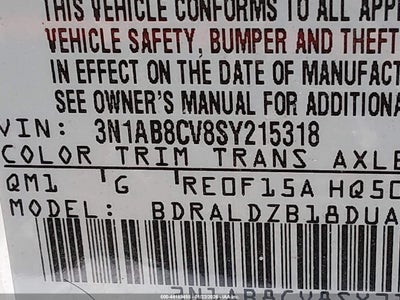 THIS VEHICLE CONFORMS TO ALL APPL
VEHICLE SAFETY, BUMPER AND THEFT
IN EFFECT ON THE DATE OF MANUFACT
SEE OWNER'S MANUAL FOR ADDITIONA
VIN: 3N1AB8CV8SY215318
COLOR TRIM TRANS AXLE
QM1 G RE0F15A HQ50
MODEL: BDRALDZB18DUA